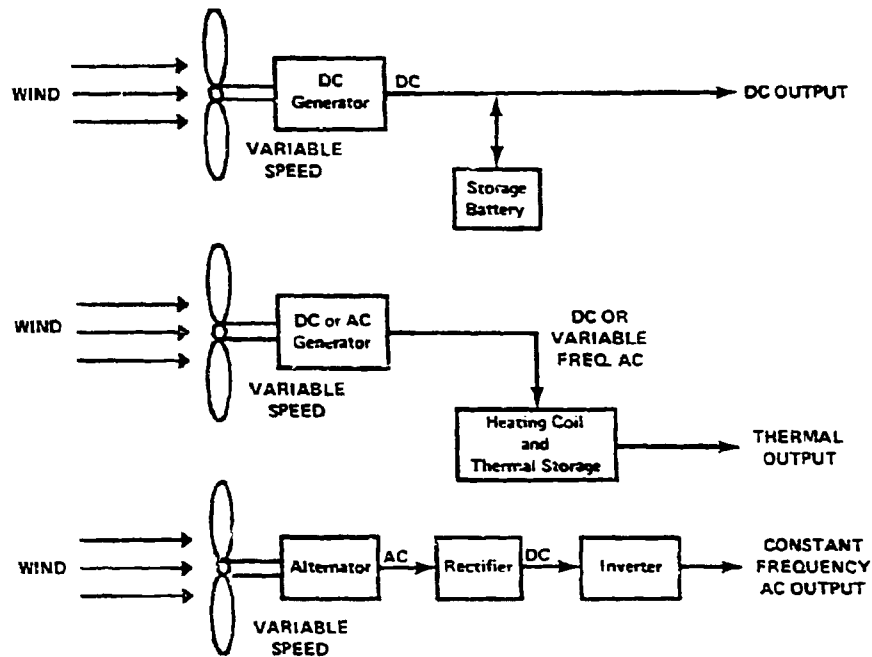 WIND
DC
Generator
DC
DC OUTPUT
VARIABLE
SPEED
Storage
Battery
WIND
DC or AC
Generator
DC OR
VARIABLE
FREQ. AC
VARIABLE
SPEED
Heating Coil
and
Thermal Storage
THERMAL
OUTPUT
WIND
Alternator
AC
Rectifier
DC
Inverter
CONSTANT
FREQUENCY
AC OUTPUT
VARIABLE
SPEED